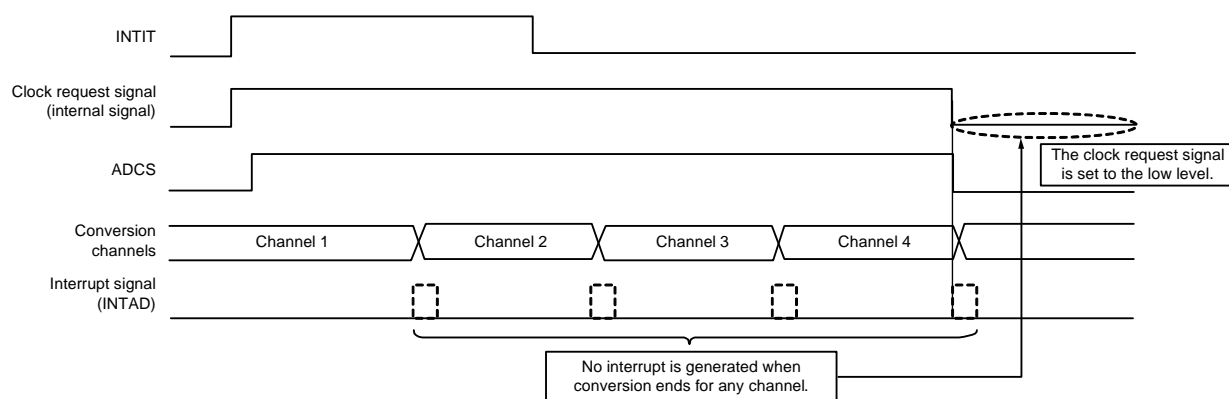 INTIT
Clock request signal
(internal signal)
The clock request signal
is set to the low level.
ADCS
Conversion
channels
Channel 1
Channel 2
Channel 3
Channel 4
Interrupt signal
(INTAD)
No interrupt is generated when
conversion ends for any channel.